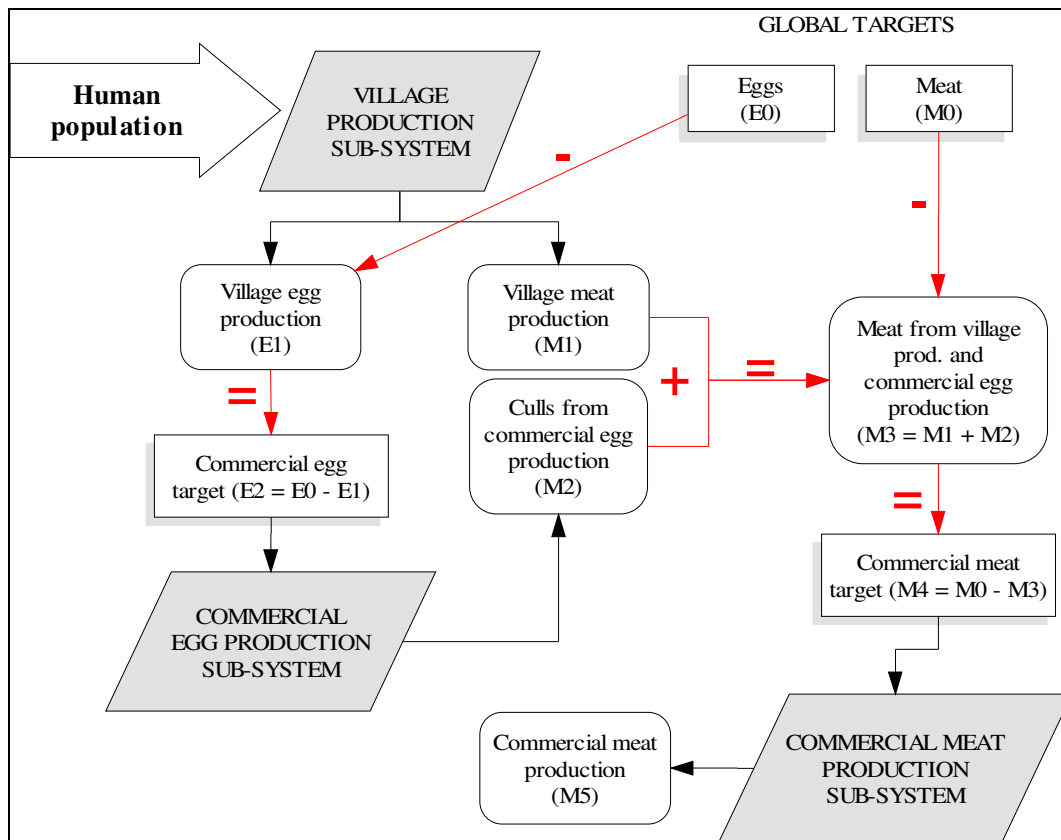 GLOBAL TARGETS
Human
population
VILLAGE
PRODUCTION
SUB-SYSTEM
Eggs
(E0)
Meat
(M0)
-
-
Village egg
production
(E1)
Village meat
production
(M1)
Meat from village
prod. and
commercial egg
production
(M3 = M1 + M2)
=
+
=
Culls from
commercial egg
production
(M2)
Commercial egg
target (E2 = E0 - E1)
=
Commercial meat
target (M4 = M0 - M3)
COMMERCIAL
EGG PRODUCTION
SUB-SYSTEM
Commercial meat
production
(M5)
COMMERCIAL MEAT
PRODUCTION
SUB-SYSTEM